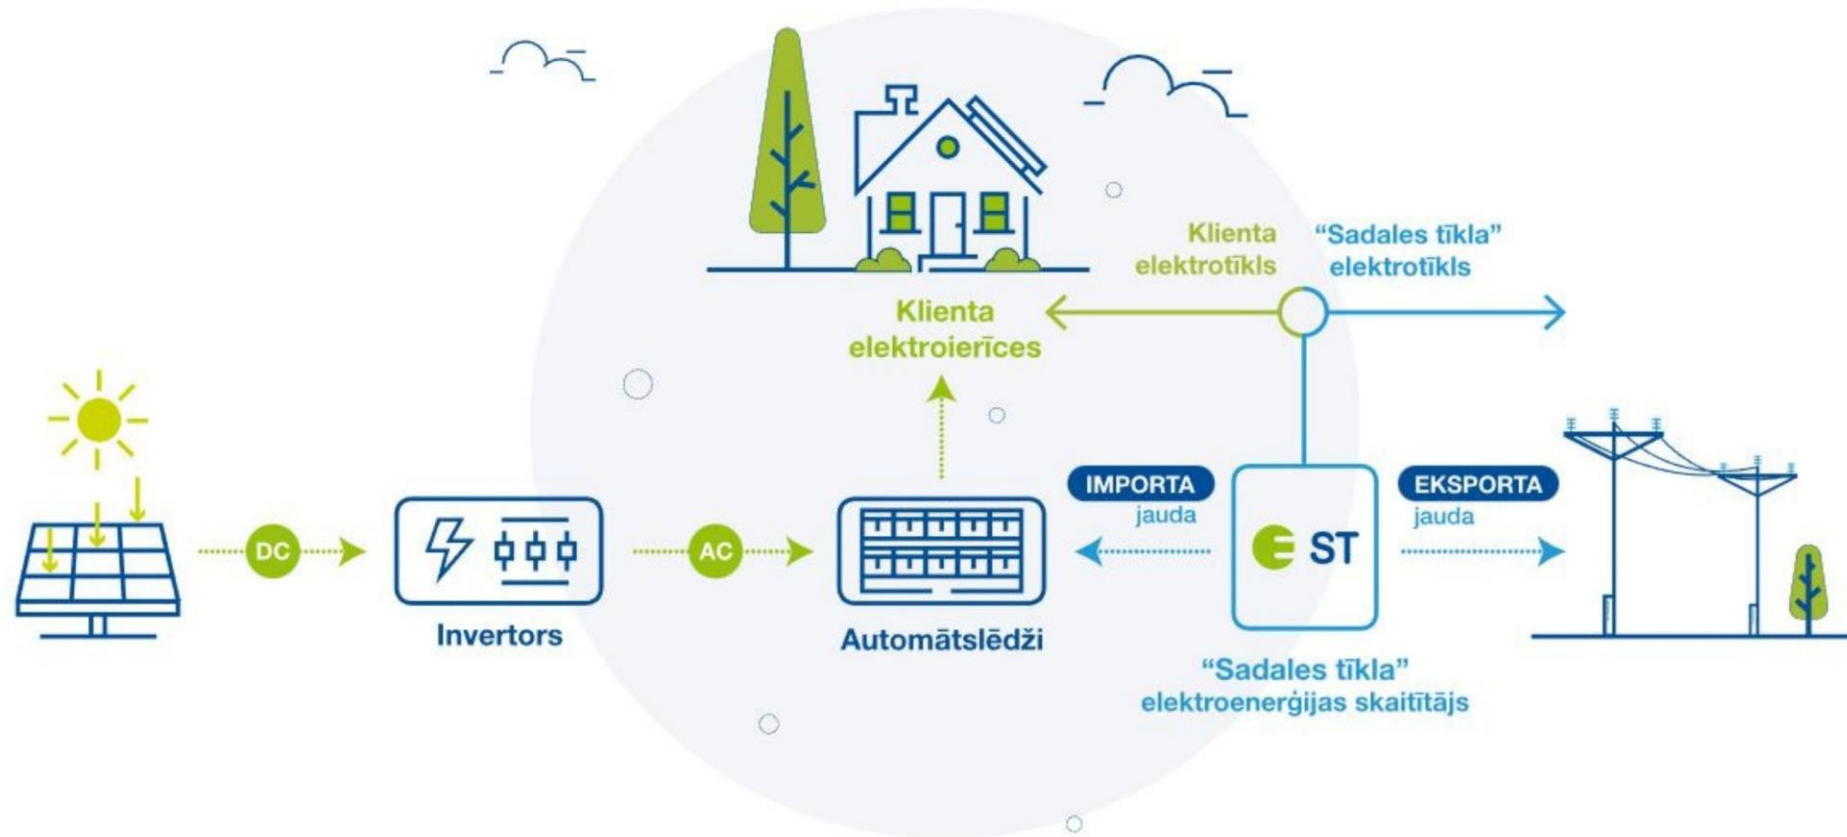 Klienta
elektrotīkls
“Sadales tīkla”
elektrotīkls
Klienta
elektroierīces
DC
Invertors
AC
Automātslēdži
IMPORTA
jauda
ST
EKSPORTA
jauda
“Sadales tīkla”
elektroenerģijas skaitītājs